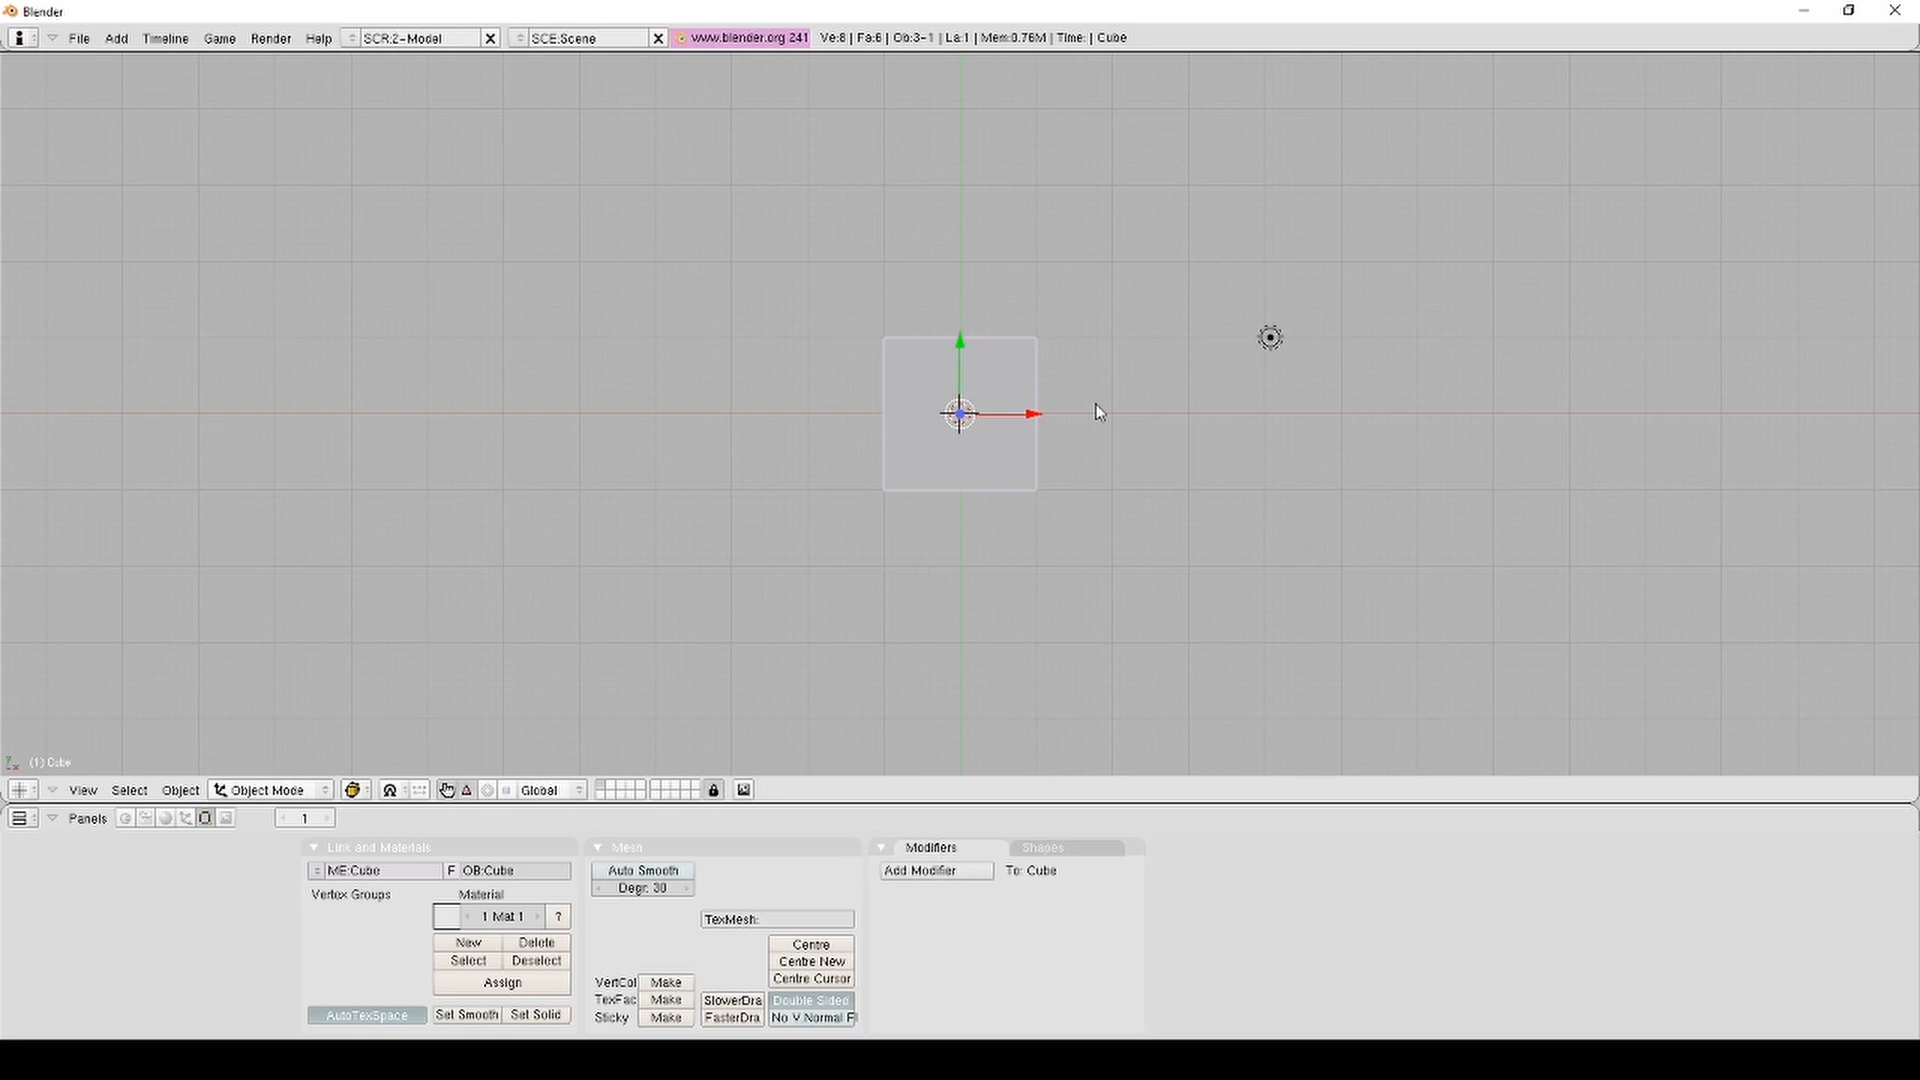 Blender
File Add Timeline Game Render Help SCR:2-Model SCE:Scene www.blender.org 241 Ve:8 | Fa:6 | Ob:3-1 | La:1 | Mem:0.76M | Time: | Cube
(1) Cube
View Select Object Object Mode Global
Panels 1
Link and Materials
ME:Cube F OB:Cube
Vertex Groups Material
1 Mat 1 ?
New Delete
Select Deselect
Assign
AutoTexSpace Set Smooth Set Solid
Mesh
Auto Smooth
Degr: 30
TexMesh:
Centre
Centre New
Centre Cursor
VertCol Make
TexFac Make SlowerDra Double Sided
Sticky Make FasterDra No V.Normal F
Modifiers Shapes
Add Modifier To: Cube